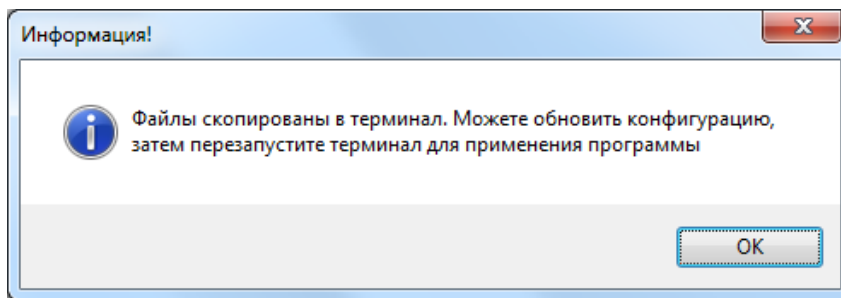 Информация!
Файлы скопированы в терминал. Можете обновить конфигурацию,
затем перезапустите терминал для применения программы
OK